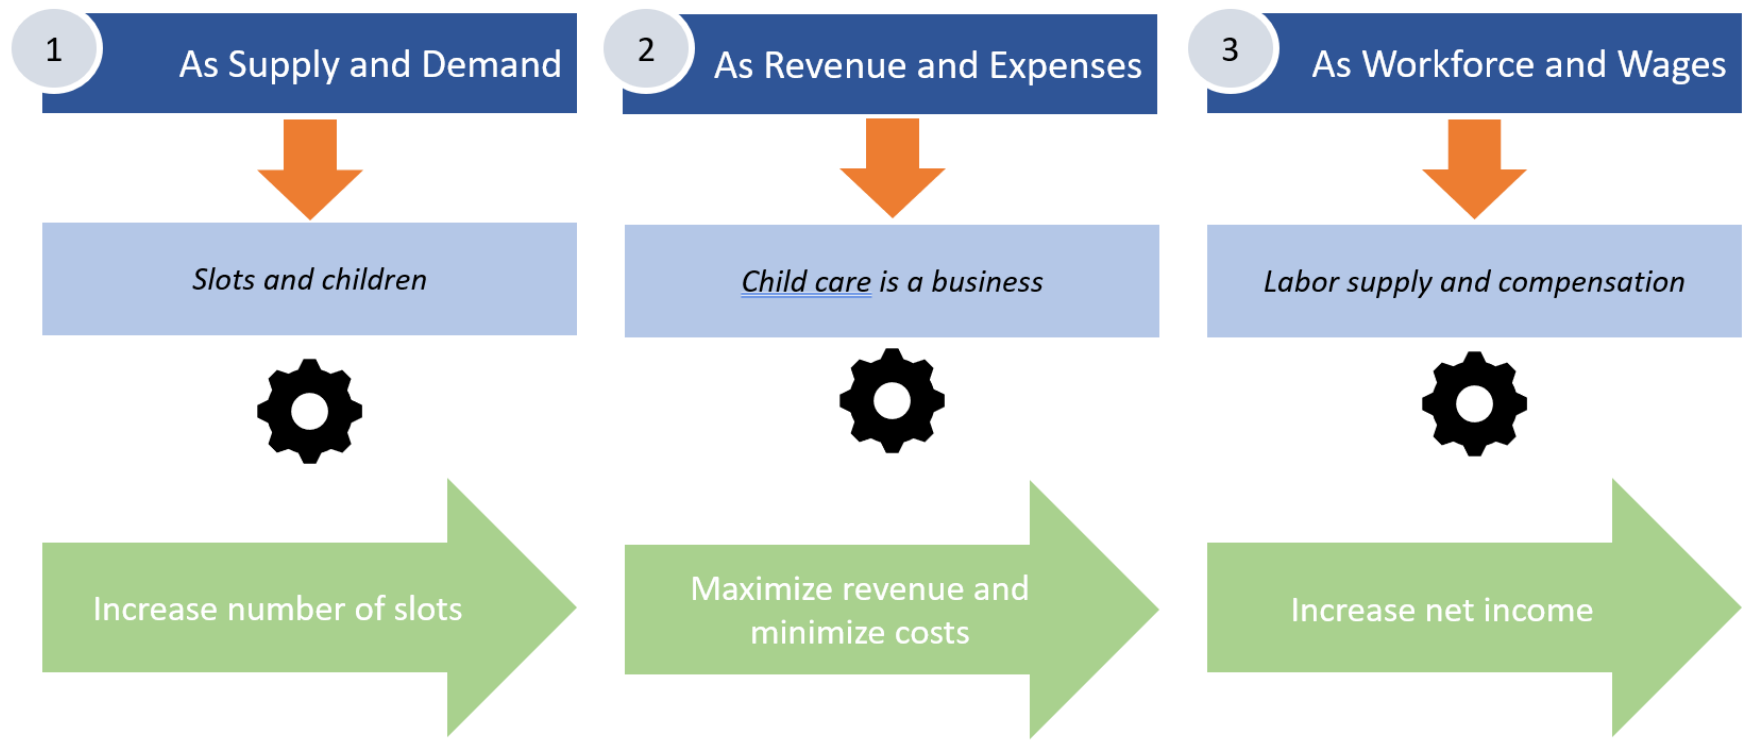 1
As Supply and Demand
Slots and children
Increase number of slots
2
As Revenue and Expenses
Child care is a business
Maximize revenue and
minimize costs
3
As Workforce and Wages
Labor supply and compensation
Increase net income